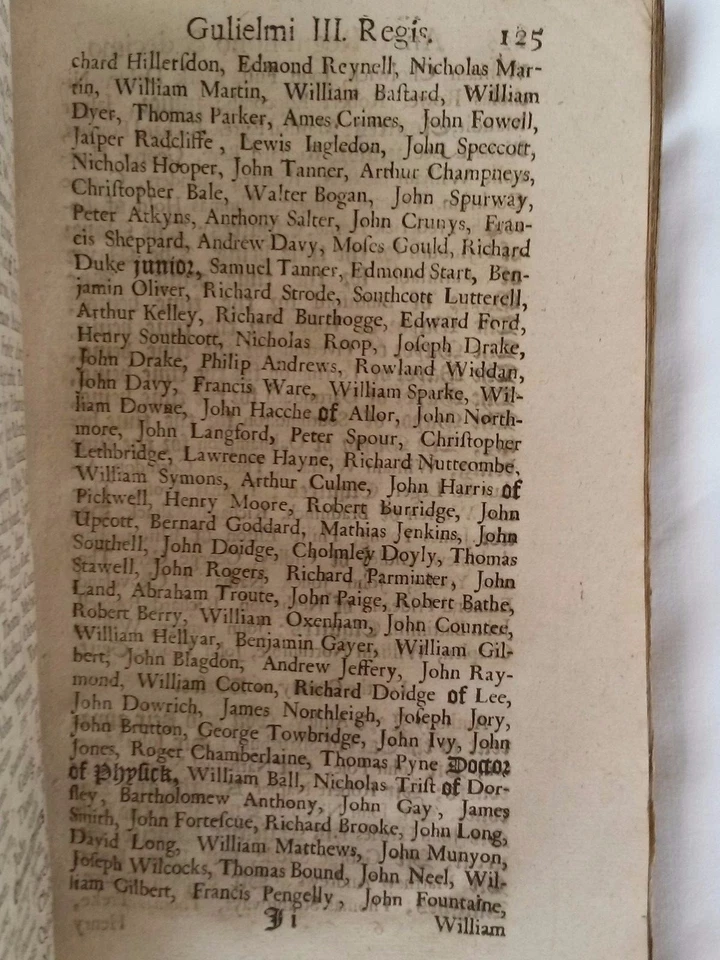 Gulielmi III. Regis. 125
chard Hillerſdon, Edmond Reynell, Nicholas Mar-
tin, William Martin, William Baſtard, William
Dyer, Thomas Parker, Ames Crimes, John Fowell,
Jaſper Radcliffe, Lewis Ingledon, John Speccott,
Nicholas Hooper, John Tanner, Arthur Champneys,
Chriſtopher Bale, Walter Bogan, John Spurway,
Peter Atkyns, Anthony Salter, John Crunys, Fran-
cis Sheppard, Andrew Davy, Moſes Gould, Richard
Duke junior, Samuel Tanner, Edmond Start, Ben-
jamin Oliver, Richard Strode, Southcott Lutterell,
Arthur Kelley, Richard Burthogge, Edward Ford,
Henry Southcott, Nicholas Roop, Joſeph Drake,
John Drake, Philip Andrews, Rowland Widdan,
John Davy, Francis Ware, William Sparke, Wil-
liam Downe, John Hacche of Allor, John North-
more, John Langford, Peter Spour, Chriſtopher
Lethbridge, Lawrence Hayne, Richard Nuttcombe,
William Symons, Arthur Culme, John Harris of
Pickwell, Henry Moore, Robert Burridge, John
Upcott, Bernard Goddard, Mathias Jenkins, John
Southell, John Doidge, Cholmley Doyly, Thomas
Stawell, John Rogers, Richard Parminter, John
Land, Abraham Troute, John Paige, Robert Bathe,
Robert Berry, William Oxenham, John Countee,
William Hellyar, Benjamin Gayer, William Gil-
bert, John Blagdon, Andrew Jeffery, John Ray-
mond, William Cotton, Richard Doidge of Lee,
John Dowrich, James Northleigh, Joſeph Jory,
John Brutton, George Towbridge, John Ivy, John
Jones, Roger Chamberlaine, Thomas Pyne Doctor
of Phyſick, William Ball, Nicholas Triſt of Dor-
ſley, Bartholomew Anthony, John Gay, James
Smith, John Forteſcue, Richard Brooke, John Long,
David Long, William Matthews, John Munyon,
Joſeph Wilcocks, Thomas Bound, John Neel, Wil-
liam Gilbert, Francis Pengelly, John Fountaine,
Ii William